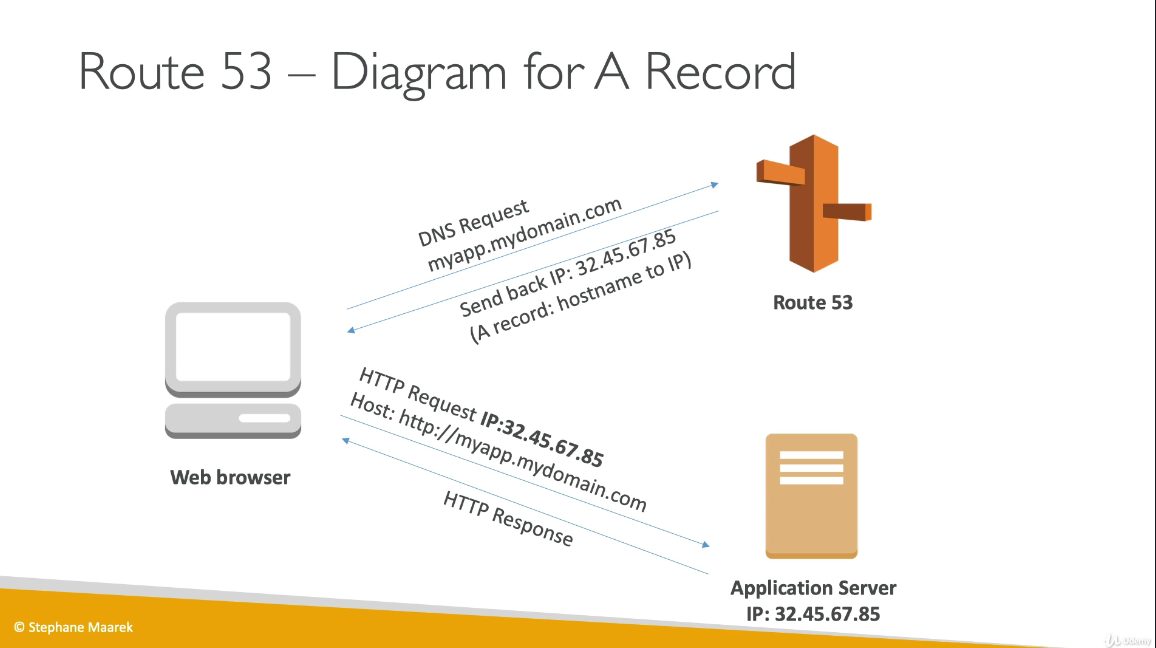 Route 53 – Diagram for A Record
DNS Request
myapp.mydomain.com
Send back IP: 32.45.67.85
(A record: hostname to IP)
Route 53
HTTP Request IP:32.45.67.85
Host: http://myapp.mydomain.com
HTTP Response
Web browser
Application Server
IP: 32.45.67.85
© Stephane Maarek
Udemy